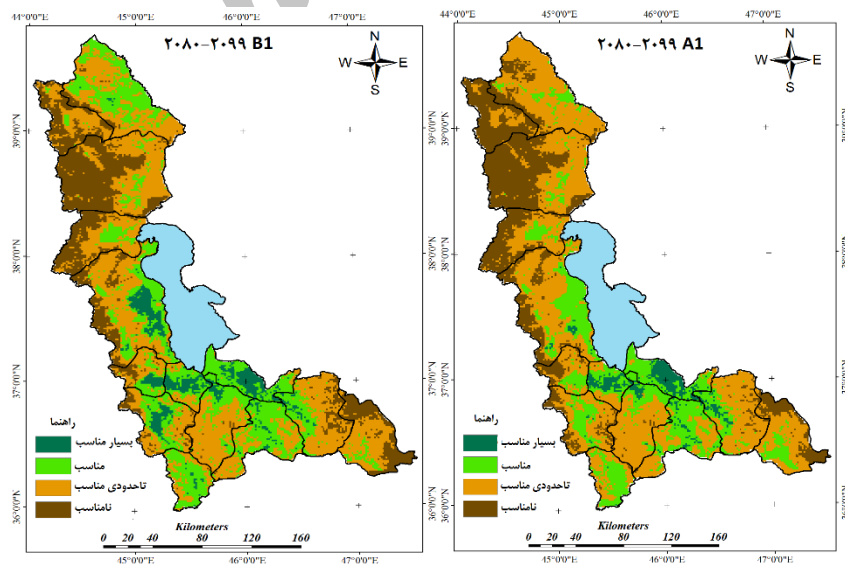 44°0'0"E 45°0'0"E 46°0'0"E 47°0'0"E
۲۰۸۰-۲۰۹۹ B1
N
W E
S
39°0'0"N
38°0'0"N
37°0'0"N
36°0'0"N
راهنما
بسیار مناسب
مناسب
تاحدودی مناسب
نامناسب
Kilometers
0 20 40 80 120 160
45°0'0"E 46°0'0"E 47°0'0"E
44°0'0"E 45°0'0"E 46°0'0"E 47°0'0"E
۲۰۸۰-۲۰۹۹ A1
N
W E
S
39°0'0"N
38°0'0"N
37°0'0"N
36°0'0"N
راهنما
بسیار مناسب
مناسب
تاحدودی مناسب
نامناسب
Kilometers
0 20 40 80 120 160
45°0'0"E 46°0'0"E 47°0'0"E